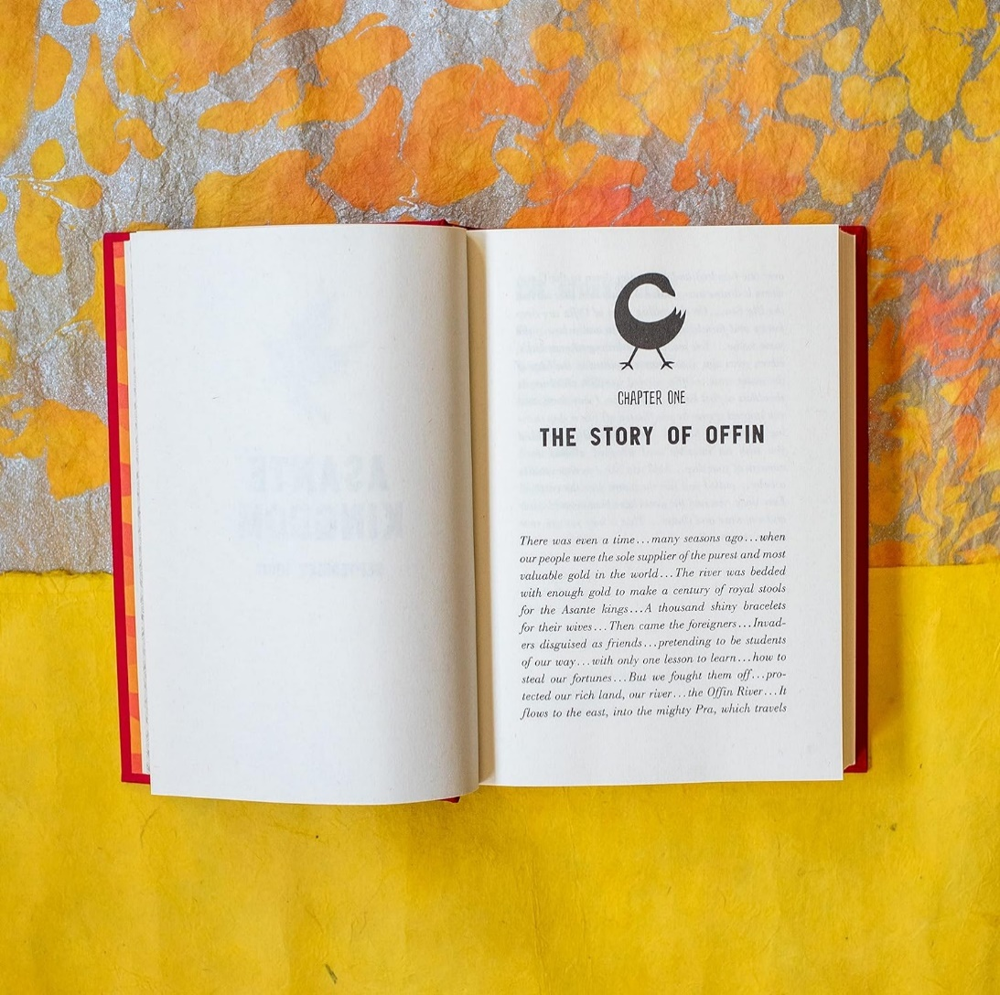 CHAPTER ONE
THE STORY OF OFFIN
There was even a time...many seasons ago...when
our people were the sole supplier of the purest and most
valuable gold in the world...The river was bedded
with enough gold to make a century of royal stools
for the Asante kings...A thousand shiny bracelets
for their wives...Then came the foreigners...Invad-
ers disguised as friends...pretending to be students
of our way...with only one lesson to learn...how to
steal our fortunes...But we fought them off...pro-
tected our rich land, our river...the Offin River...It
flows to the east, into the mighty Pra, which travels